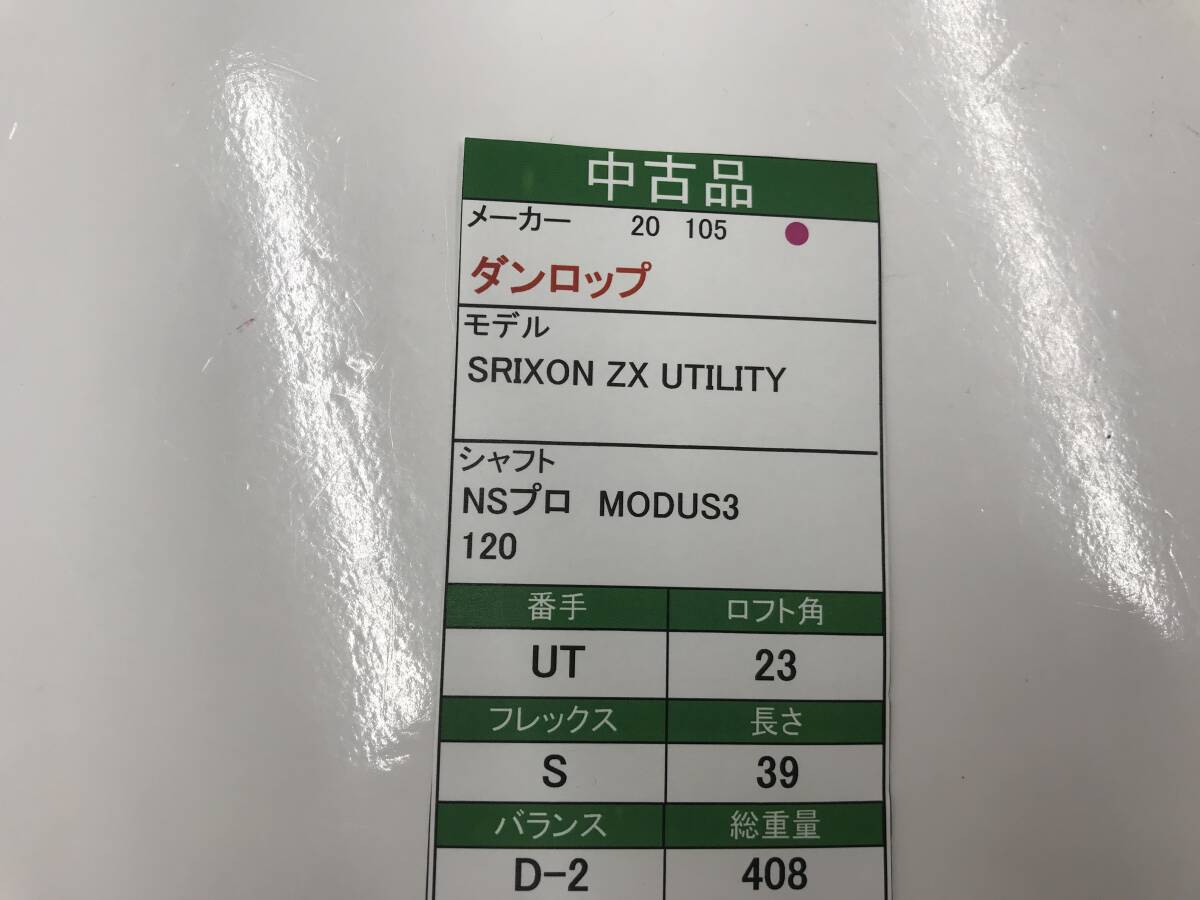 中古品
メーカー 20 105
ダンロップ
モデル
SRIXON ZX UTILITY
シャフト
NSプロ MODUS3
120
番手 ロフト角
UT 23
フレックス 長さ
S 39
バランス 総重量
D-2 408